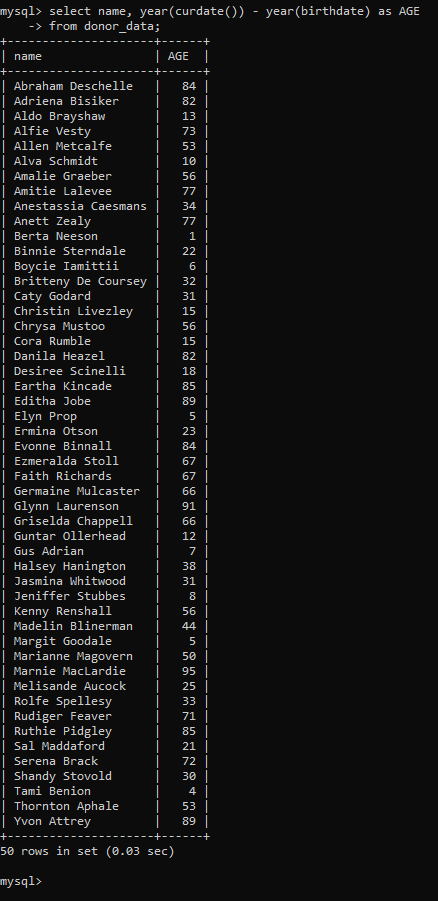 mysql> select name, year(curdate()) - year(birthdate) as AGE
    -> from donor_data;
+---------------------+------+
| name                | AGE  |
+---------------------+------+
| Abraham Deschelle   |   84 |
| Adriena Bisiker     |   82 |
| Aldo Brayshaw       |   13 |
| Alfie Vesty         |   73 |
| Allen Metcalfe      |   53 |
| Alva Schmidt        |   10 |
| Amalie Graeber      |   56 |
| Amitie Lalevee      |   77 |
| Anestassia Caesmans |   34 |
| Anett Zealy         |   77 |
| Berta Neeson        |    1 |
| Binnie Sterndale    |   22 |
| Boycie Iamittii     |    6 |
| Britteny De Coursey |   32 |
| Caty Godard         |   31 |
| Christin Livezley   |   15 |
| Chrysa Mustoo       |   56 |
| Cora Rumble         |   15 |
| Danila Heazel       |   82 |
| Desiree Scinelli    |   18 |
| Eartha Kincade      |   85 |
| Editha Jobe         |   89 |
| Elyn Prop           |    5 |
| Ermina Otson        |   23 |
| Evonne Binnall      |   84 |
| Ezmeralda Stoll     |   67 |
| Faith Richards      |   67 |
| Germaine Mulcaster  |   66 |
| Glynn Laurenson     |   91 |
| Griselda Chappell   |   66 |
| Guntar Ollerhead    |   12 |
| Gus Adrian          |    7 |
| Halsey Hanington    |   38 |
| Jasmina Whitwood    |   31 |
| Jeniffer Stubbes    |    8 |
| Kenny Renshall      |   56 |
| Madelin Blinerman   |   44 |
| Margit Goodale      |    5 |
| Marianne Magovern   |   50 |
| Marnie MacLardie    |   95 |
| Melisande Aucock    |   25 |
| Rolfe Spellesy      |   33 |
| Rudiger Feaver      |   71 |
| Ruthie Pidgley      |   85 |
| Sal Maddaford       |   21 |
| Serena Brack        |   72 |
| Shandy Stovold      |   30 |
| Tami Benion         |    4 |
| Thornton Aphale     |   53 |
| Yvon Attrey         |   89 |
+---------------------+------+
50 rows in set (0.03 sec)
mysql>